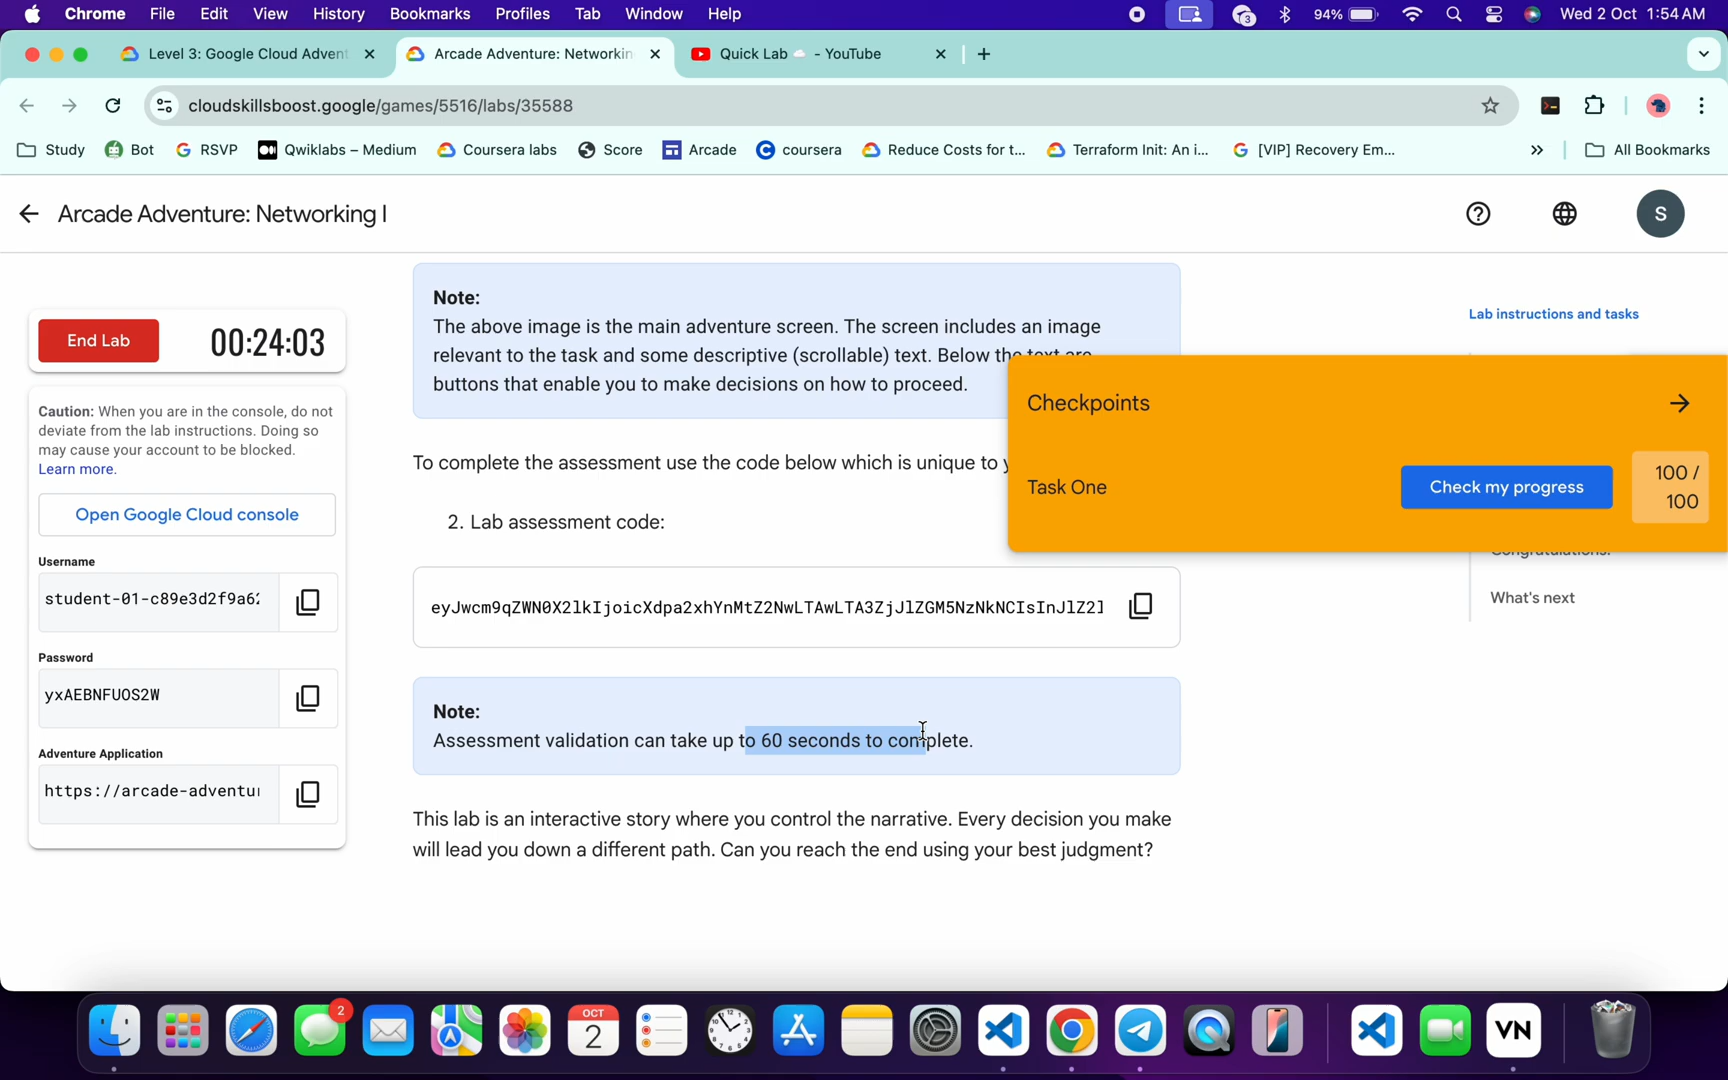 Chrome File Edit View History Bookmarks Profiles Tab Window Help 3 94% Wed 2 Oct 1:54 AM
Level 3: Google Cloud Advent Arcade Adventure: Networkin Quick Lab - YouTube
cloudskillsboost.google/games/5516/labs/35588
Study Bot RSVP Qwiklabs – Medium Coursera labs Score Arcade coursera Reduce Costs for t... Terraform Init: An i... [VIP] Recovery Em... » All Bookmarks
Arcade Adventure: Networking I
S
End Lab 00:24:03
Caution: When you are in the console, do not
deviate from the lab instructions. Doing so
may cause your account to be blocked.
Learn more.
Open Google Cloud console
Username
student-01-c89e3d2f9a62
Password
yxAEBNFUOS2W
Adventure Application
https://arcade-adventur
Note:
The above image is the main adventure screen. The screen includes an image
relevant to the task and some descriptive (scrollable) text. Below the text are
buttons that enable you to make decisions on how to proceed.
To complete the assessment use the code below which is unique to y
2. Lab assessment code:
eyJwcm9qZWN0X2lkIjoicXdpa2xhYnMtZ2NwLTAwLTA3ZjJlZGM5NzNkNCIsInJlZ2l
Note:
Assessment validation can take up to 60 seconds to complete.
This lab is an interactive story where you control the narrative. Every decision you make
will lead you down a different path. Can you reach the end using your best judgment?
Lab instructions and tasks
Checkpoints
Task One
Check my progress
100 /
100
Congratulations!
What's next
2
OCT
2
VN